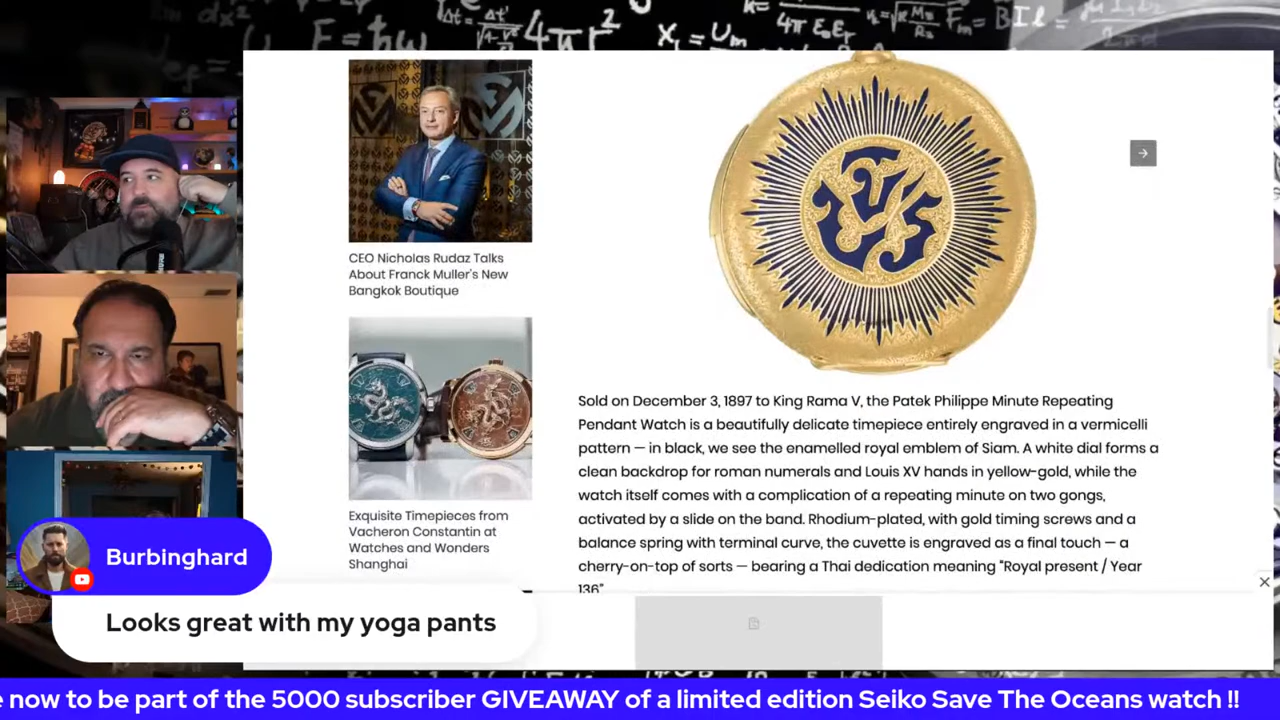 F = ħω
4πr²
CEO Nicholas Rudaz Talks
About Franck Muller's New
Bangkok Boutique
Exquisite Timepieces from
Vacheron Constantin at
Watches and Wonders
Shanghai
Sold on December 3, 1897 to King Rama V, the Patek Philippe Minute Repeating
Pendant Watch is a beautifully delicate timepiece entirely engraved in a vermicelli
pattern — in black, we see the enamelled royal emblem of Siam. A white dial forms a
clean backdrop for roman numerals and Louis XV hands in yellow-gold, while the
watch itself comes with a complication of a repeating minute on two gongs,
activated by a slide on the band. Rhodium-plated, with gold timing screws and a
balance spring with terminal curve, the cuvette is engraved as a final touch — a
cherry-on-top of sorts — bearing a Thai dedication meaning "Royal present / Year
136"
Burbinghard
Looks great with my yoga pants
now to be part of the 5000 subscriber GIVEAWAY of a limited edition Seiko Save The Oceans watch !!